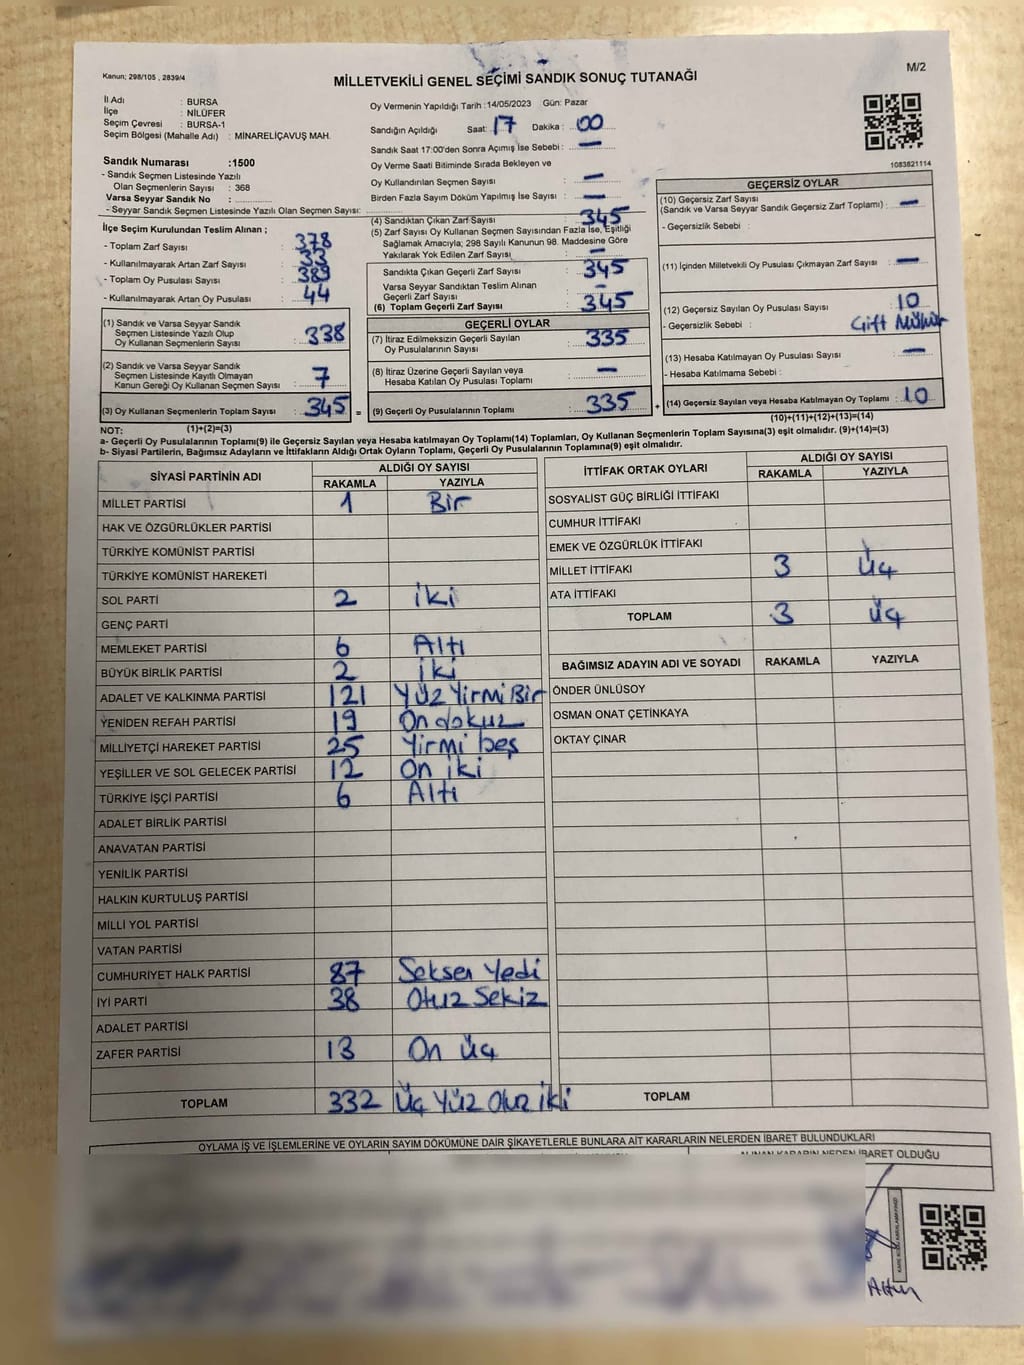 Kanun; 298/105 , 2839/4
MİLLETVEKİLİ GENEL SEÇİMİ SANDIK SONUÇ TUTANAĞI
M/2
İl Adı : BURSA
İlçe : NİLÜFER
Seçim Çevresi : BURSA-1
Seçim Bölgesi (Mahalle Adı) : MİNARELİÇAVUŞ MAH.
Sandık Numarası :1500
- Sandık Seçmen Listesinde Yazılı
Olan Seçmenlerin Sayısı : 368
Varsa Seyyar Sandık No :
- Seyyar Sandık Seçmen Listesinde Yazılı Olan Seçmen Sayısı:
İlçe Seçim Kurulundan Teslim Alınan ;
- Toplam Zarf Sayısı : 378
- Kullanılmayarak Artan Zarf Sayısı : 33
- Toplam Oy Pusulası Sayısı : 389
- Kullanılmayarak Artan Oy Pusulası : 44
(1) Sandık ve Varsa Seyyar Sandık
Seçmen Listesinde Yazılı Olup
Oy Kullanan Seçmenlerin Sayısı : 338
(2) Sandık ve Varsa Seyyar Sandık
Seçmen Listesinde Kayıtlı Olmayan
Kanun Gereği Oy Kullanan Seçmen Sayısı : 7
(3) Oy Kullanan Seçmenlerin Toplam Sayısı : 345 =
(1)+(2)=(3)
Oy Vermenin Yapıldığı Tarih :14/05/2023 Gün: Pazar
Sandığın Açıldığı Saat: 17 Dakika : 00
Sandık Saat 17:00'den Sonra Açımış İse Sebebi : —
Oy Verme Saati Bitiminde Sırada Bekleyen ve
Oy Kullandırılan Seçmen Sayısı : —
Birden Fazla Sayım Döküm Yapılmış İse Sayısı : —
(4) Sandıktan Çıkan Zarf Sayısı : 345
(5) Zarf Sayısı Oy Kullanan Seçmen Sayısından Fazla İse, Eşitliği
Sağlamak Amacıyla; 298 Sayılı Kanunun 98. Maddesine Göre
Yakılarak Yok Edilen Zarf Sayısı : —
Sandıkta Çıkan Geçerli Zarf Sayısı : 345
Varsa Seyyar Sandıktan Teslim Alınan
Geçerli Zarf Sayısı : —
(6) Toplam Geçerli Zarf Sayısı : 345
GEÇERLİ OYLAR
(7) İtiraz Edilmeksizin Geçerli Sayılan
Oy Pusulalarının Sayısı : 335
(8) İtiraz Üzerine Geçerli Sayılan veya
Hesaba Katılan Oy Pusulası Toplamı : —
(9) Geçerli Oy Pusulalarının Toplamı : 335 +
1083821114
GEÇERSİZ OYLAR
(10) Geçersiz Zarf Sayısı
(Sandık ve Varsa Seyyar Sandık Geçersiz Zarf Toplamı) : —
- Geçersizlik Sebebi :
(11) İçinden Milletvekili Oy Pusulası Çıkmayan Zarf Sayısı : —
(12) Geçersiz Sayılan Oy Pusulası Sayısı : 10
- Geçersizlik Sebebi : Çift Mühür
(13) Hesaba Katılmayan Oy Pusulası Sayısı : —
- Hesaba Katılmama Sebebi :
(14) Geçersiz Sayılan veya Hesaba Katılmayan Oy Toplamı : 10
(10)+(11)+(12)+(13)=(14)
NOT:
a- Geçerli Oy Pusulalarının Toplamı(9) ile Geçersiz Sayılan veya Hesaba katılmayan Oy Toplamı(14) Toplamları, Oy Kullanan Seçmenlerin Toplam Sayısına(3) eşit olmalıdır. (9)+(14)=(3)
b- Siyasi Partilerin, Bağımsız Adayların ve İttifakların Aldığı Ortak Oyların Toplamı, Geçerli Oy Pusulalarının Toplamına(9) eşit olmalıdır.
SİYASİ PARTİNİN ADI ALDIĞI OY SAYISI
RAKAMLA YAZIYLA
MİLLET PARTİSİ 1 Bir
HAK VE ÖZGÜRLÜKLER PARTİSİ
TÜRKİYE KOMÜNİST PARTİSİ
TÜRKİYE KOMÜNİST HAREKETİ
SOL PARTİ 2 iki
GENÇ PARTİ
MEMLEKET PARTİSİ 6 Altı
BÜYÜK BİRLİK PARTİSİ 2 iki
ADALET VE KALKINMA PARTİSİ 121 Yüz Yirmi Bir
YENİDEN REFAH PARTİSİ 19 On dokuz
MİLLİYETÇİ HAREKET PARTİSİ 25 Yirmi beş
YEŞİLLER VE SOL GELECEK PARTİSİ 12 On iki
TÜRKİYE İŞÇİ PARTİSİ 6 Altı
ADALET BİRLİK PARTİSİ
ANAVATAN PARTİSİ
YENİLİK PARTİSİ
HALKIN KURTULUŞ PARTİSİ
MİLLİ YOL PARTİSİ
VATAN PARTİSİ
CUMHURİYET HALK PARTİSİ 87 Seksen Yedi
İYİ PARTİ 38 Otuz Sekiz
ADALET PARTİSİ
ZAFER PARTİSİ 13 On üç
TOPLAM 332 Üç Yüz Otuz iki
İTTİFAK ORTAK OYLARI ALDIĞI OY SAYISI
RAKAMLA YAZIYLA
SOSYALİST GÜÇ BİRLİĞİ İTTİFAKI
CUMHUR İTTİFAKI
EMEK VE ÖZGÜRLÜK İTTİFAKI
MİLLET İTTİFAKI 3 Üç
ATA İTTİFAKI
TOPLAM 3 Üç
BAĞIMSIZ ADAYIN ADI VE SOYADI RAKAMLA YAZIYLA
ÖNDER ÜNLÜSOY
OSMAN ONAT ÇETİNKAYA
OKTAY ÇINAR
TOPLAM
OYLAMA İŞ VE İŞLEMLERİNE VE OYLARIN SAYIM DÖKÜMÜNE DAİR ŞİKAYETLERLE BUNLARA AİT KARARLARIN NELERDEN İBARET BULUNDUKLARI
ALINAN KARARIN NEDEN İBARET OLDUĞU